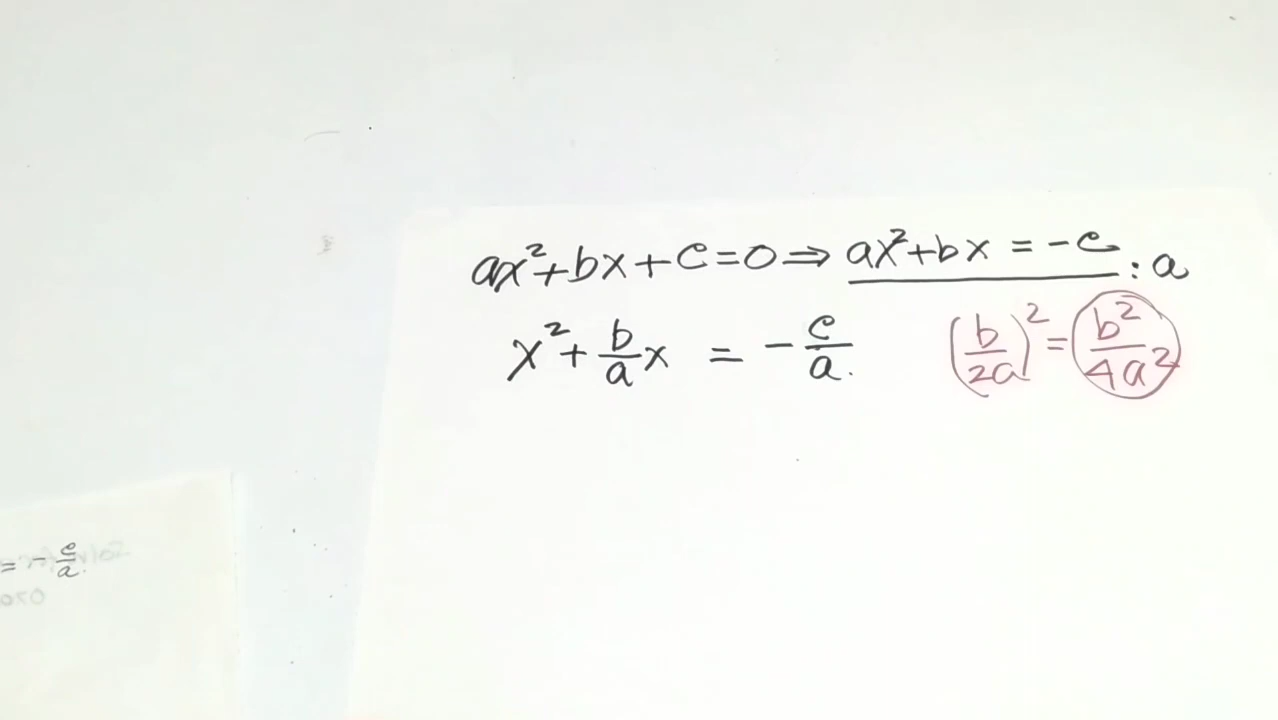 ax²+bx+c=0⇒ ax²+bx = -c : a
x²+ b/a x = - c/a. (b/2a)² = b²/4a²
= - c/a.